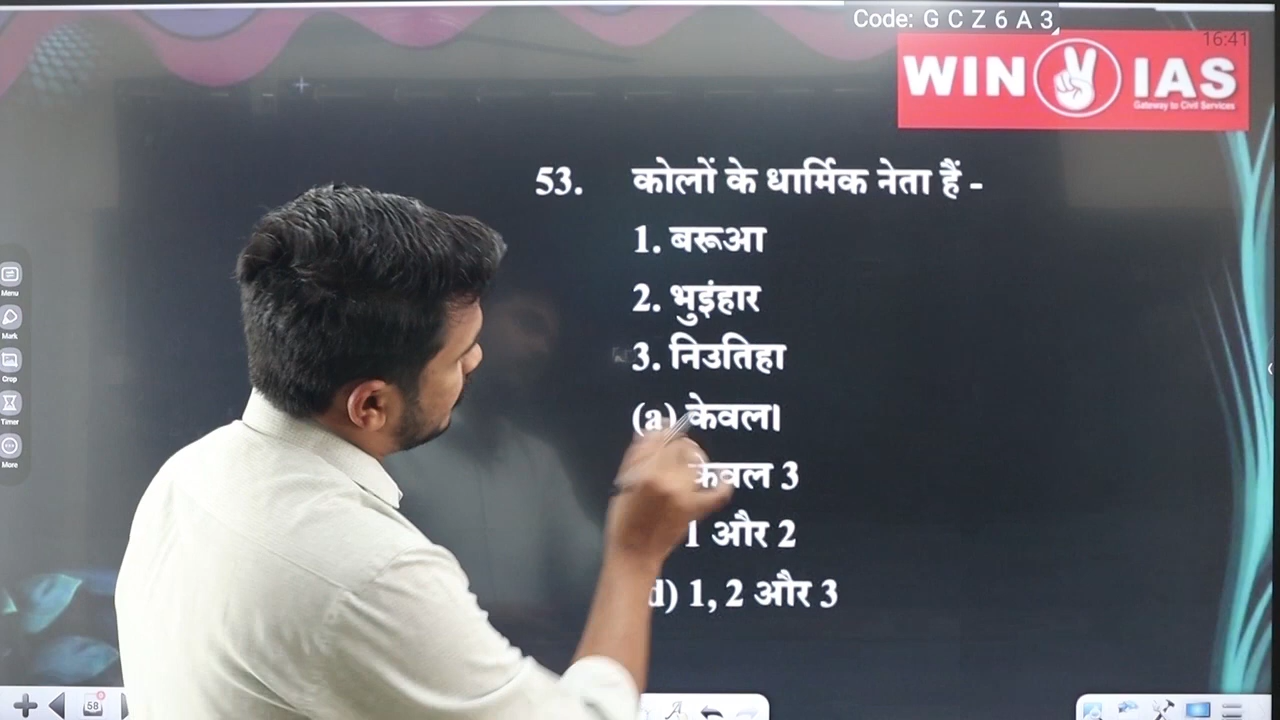 Code: G C Z 6 A 3
16:41
WIN IAS
Gateway to Civil Services
53. कोलों के धार्मिक नेता हैं -
1. बरूआ
2. भुइंहार
3. निउतिहा
(a) केवल।
केवल 3
1 और 2
d) 1, 2 और 3
Menu
Mark
Crop
Timer
More
58